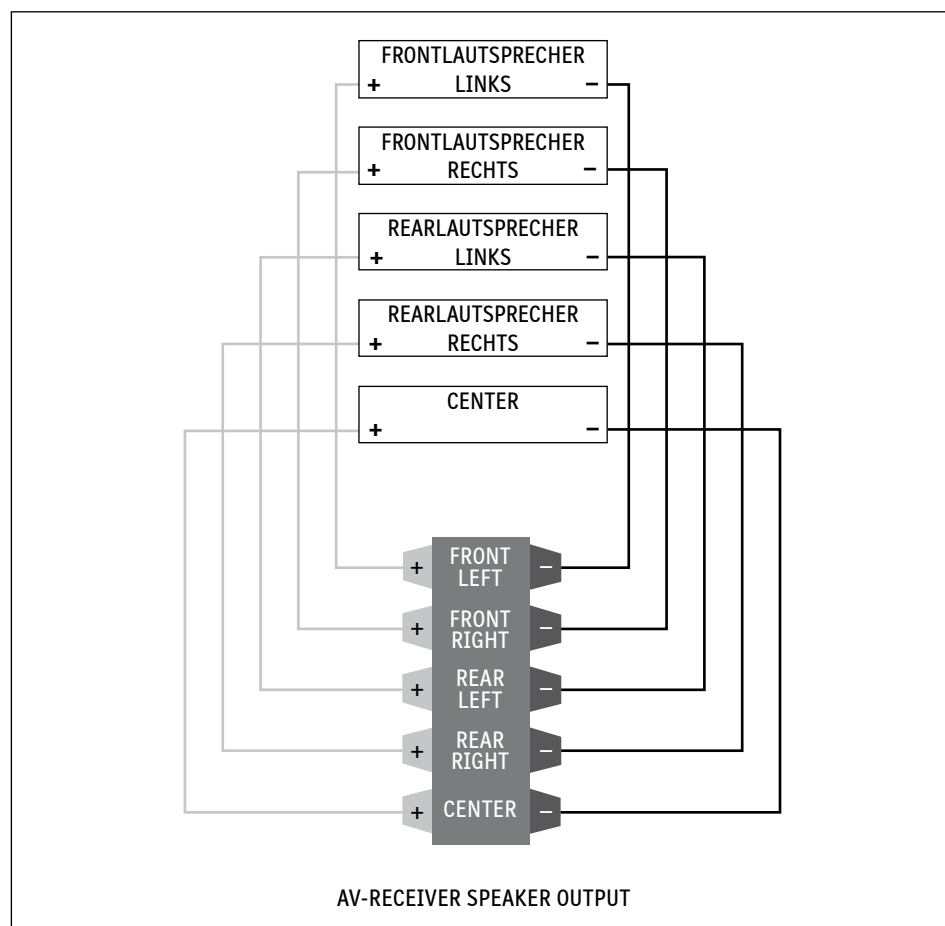 FRONTLAUTSPRECHER
+ LINKS −
FRONTLAUTSPRECHER
+ RECHTS −
REARLAUTSPRECHER
+ LINKS −
REARLAUTSPRECHER
+ RECHTS −
CENTER
+ −
+ FRONT LEFT −
+ FRONT RIGHT −
+ REAR LEFT −
+ REAR RIGHT −
+ CENTER −
AV-RECEIVER SPEAKER OUTPUT